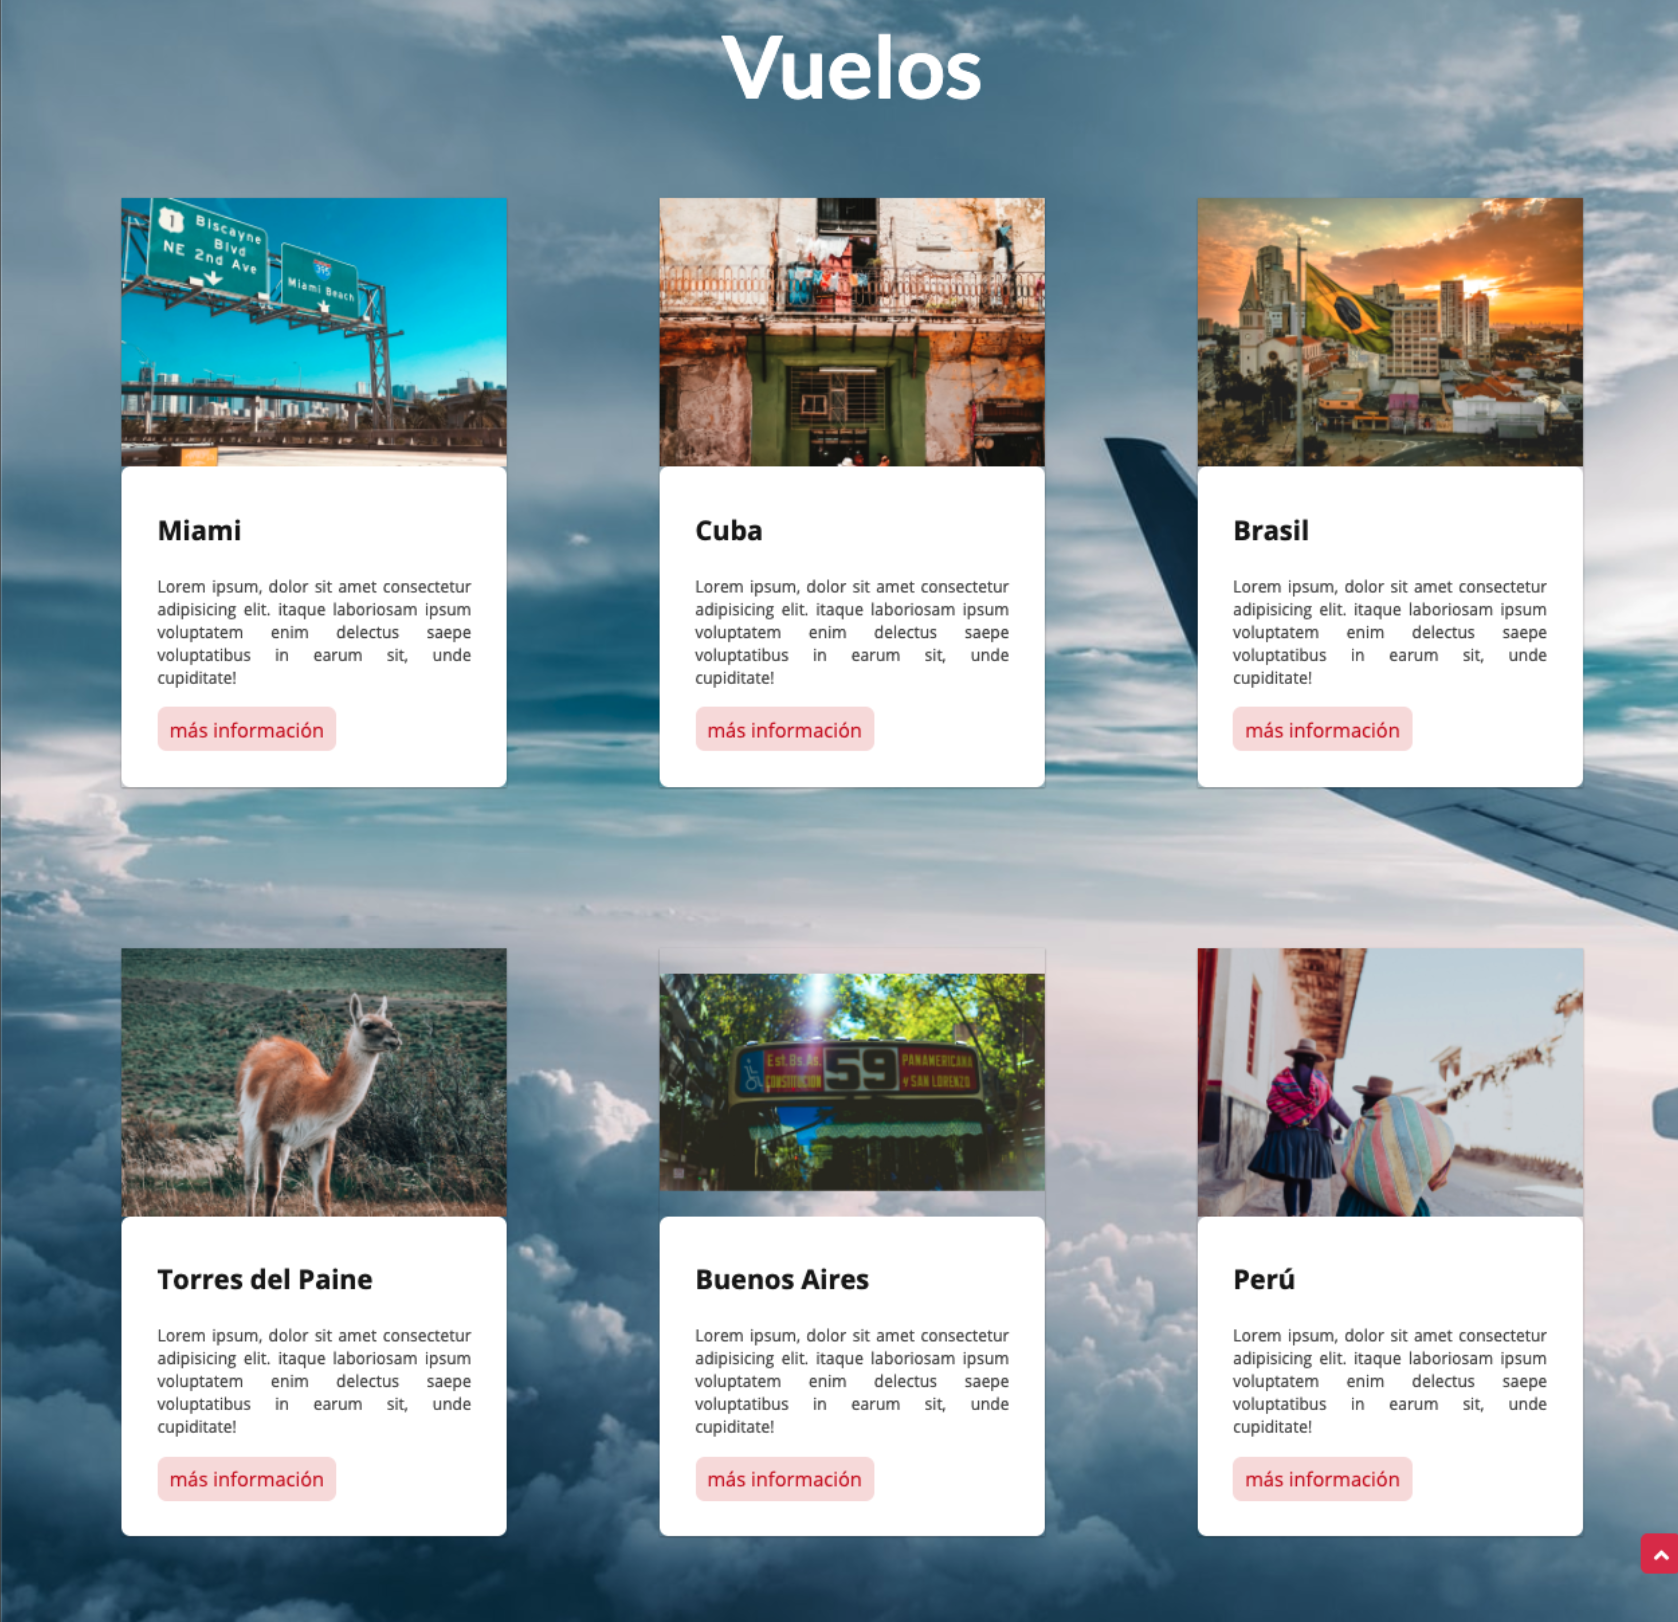 Vuelos
1
Biscayne
Blvd
NE 2nd Ave
395
Miami Beach
Miami
Lorem ipsum, dolor sit amet consectetur
adipisicing elit. itaque laboriosam ipsum
voluptatem enim delectus saepe
voluptatibus in earum sit, unde
cupiditate!
más información
Cuba
Lorem ipsum, dolor sit amet consectetur
adipisicing elit. itaque laboriosam ipsum
voluptatem enim delectus saepe
voluptatibus in earum sit, unde
cupiditate!
más información
Brasil
Lorem ipsum, dolor sit amet consectetur
adipisicing elit. itaque laboriosam ipsum
voluptatem enim delectus saepe
voluptatibus in earum sit, unde
cupiditate!
más información
Torres del Paine
Lorem ipsum, dolor sit amet consectetur
adipisicing elit. itaque laboriosam ipsum
voluptatem enim delectus saepe
voluptatibus in earum sit, unde
cupiditate!
más información
Est. Bs. As.
CONSTITUCION
59
PANAMERICANA
Y SAN LORENZO
Buenos Aires
Lorem ipsum, dolor sit amet consectetur
adipisicing elit. itaque laboriosam ipsum
voluptatem enim delectus saepe
voluptatibus in earum sit, unde
cupiditate!
más información
Perú
Lorem ipsum, dolor sit amet consectetur
adipisicing elit. itaque laboriosam ipsum
voluptatem enim delectus saepe
voluptatibus in earum sit, unde
cupiditate!
más información